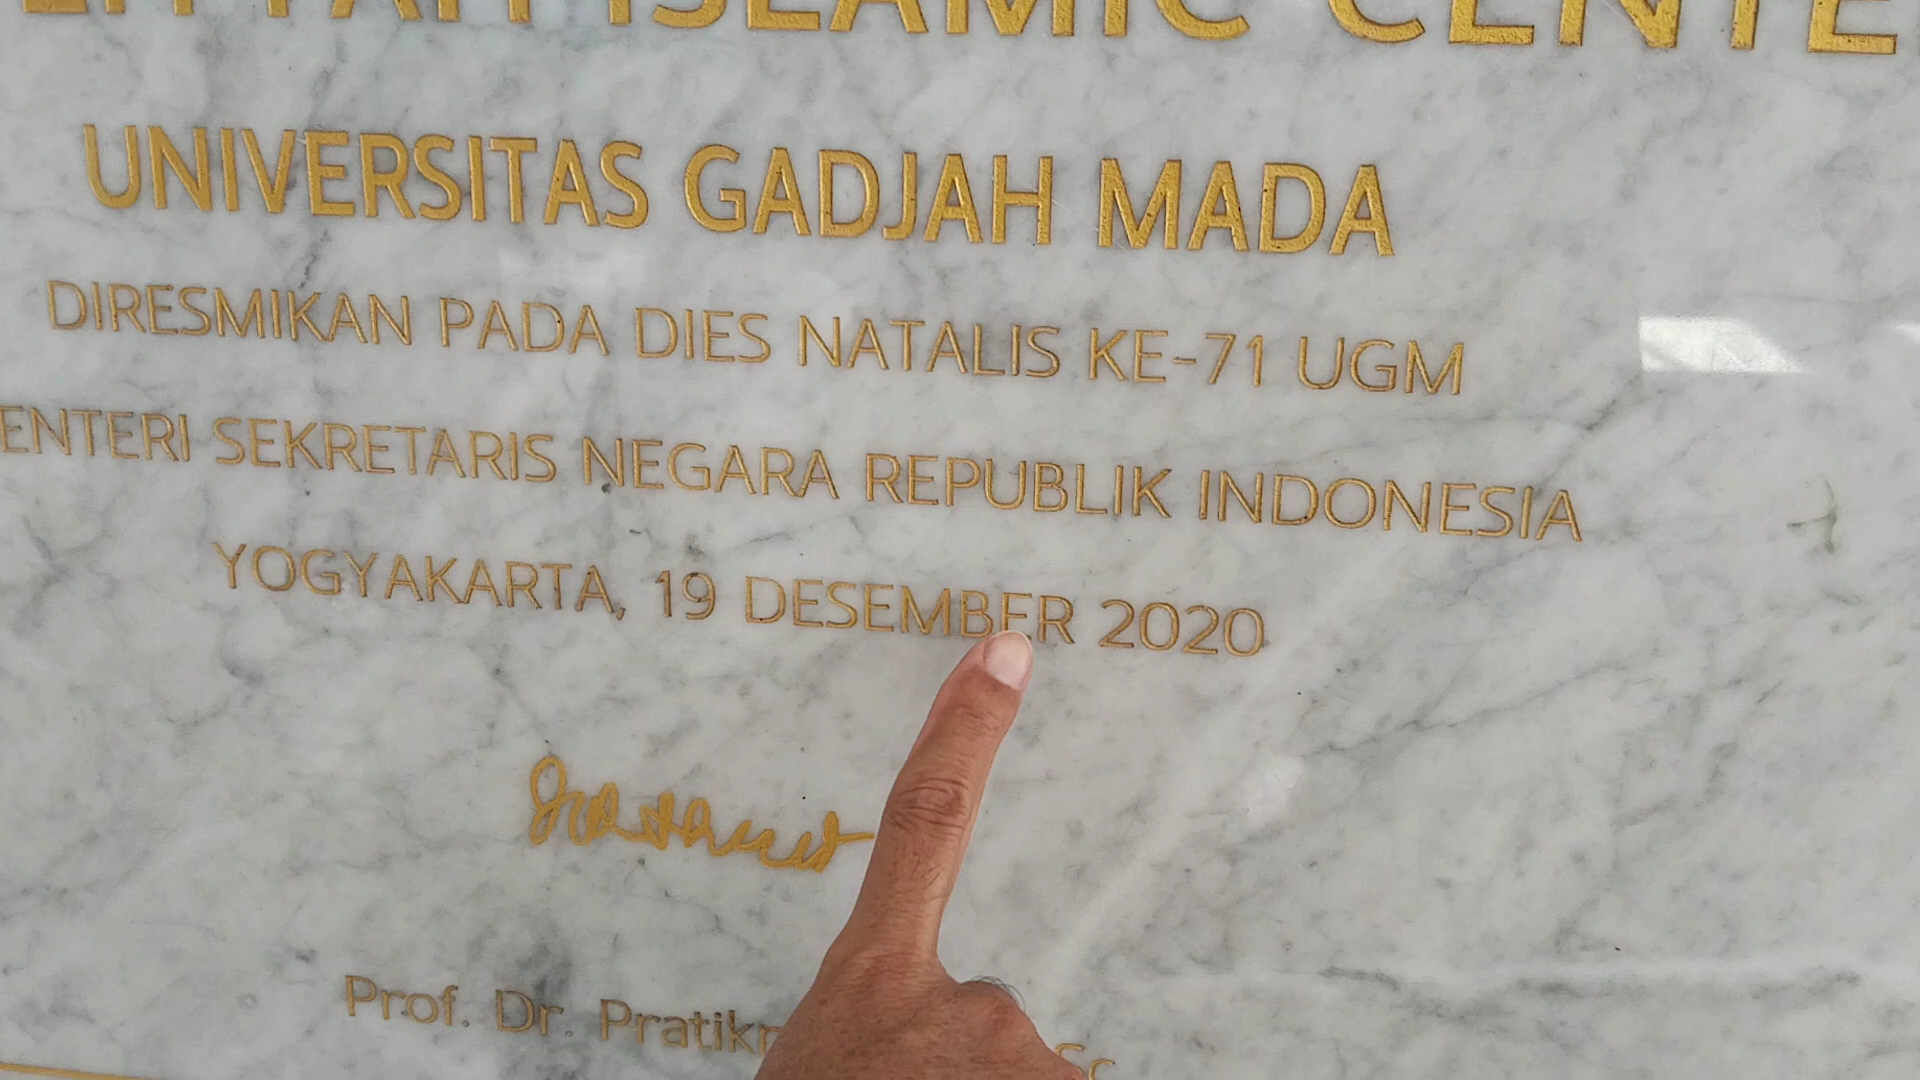 ISLAMIC CENTE
UNIVERSITAS GADJAH MADA
DIRESMIKAN PADA DIES NATALIS KE-71 UGM
ENTERI SEKRETARIS NEGARA REPUBLIK INDONESIA
YOGYAKARTA, 19 DESEMBER 2020
Prof. Dr. Pratikn Sc